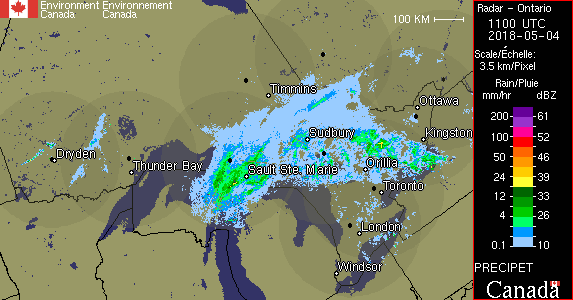 Environment Environnement
Canada Canada
100 KM
Timmins
Ottawa
Sudbury
Kingston
Dryden
Thunder Bay
Sault Ste. Marie
Orillia
Toronto
London
Windsor
Radar - Ontario
1100 UTC
2018-05-04
Scale/Échelle:
3.5 km/Pixel
Rain/Pluie
mm/hr dBZ
200 61
100 52
50 46
24 39
12 33
4 26
0.1 10
PRECIPET
Canada